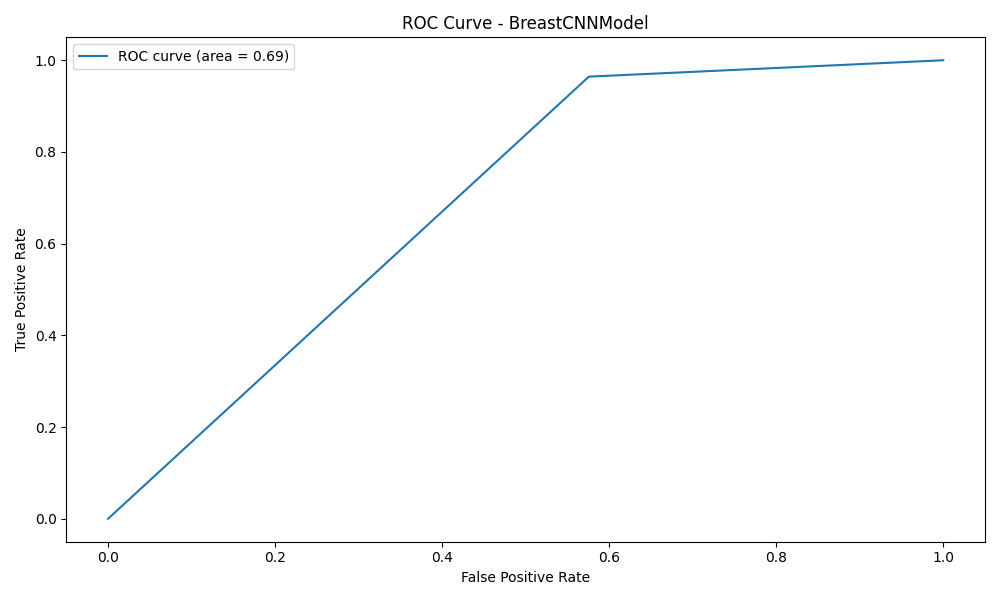 ROC Curve - BreastCNNModel
ROC curve (area = 0.69)
True Positive Rate
1.0
0.8
0.6
0.4
0.2
0.0
0.0 0.2 0.4 0.6 0.8 1.0
False Positive Rate